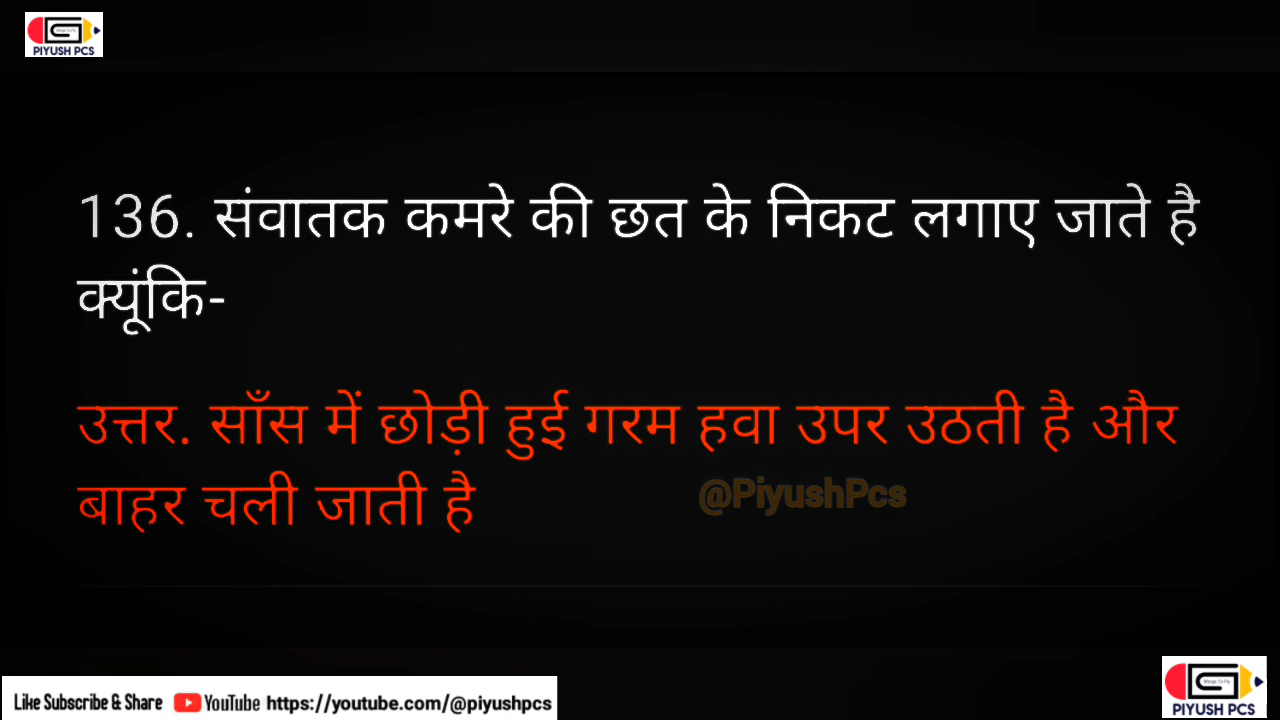 PIYUSH PCS
136. संवातक कमरे की छत के निकट लगाए जाते है
क्यूंकि-
उत्तर. साँस में छोड़ी हुई गरम हवा उपर उठती है और
बाहर चली जाती है
@PiyushPcs
Like Subscribe & Share YouTube https://youtube.com/@piyushpcs
PIYUSH PCS